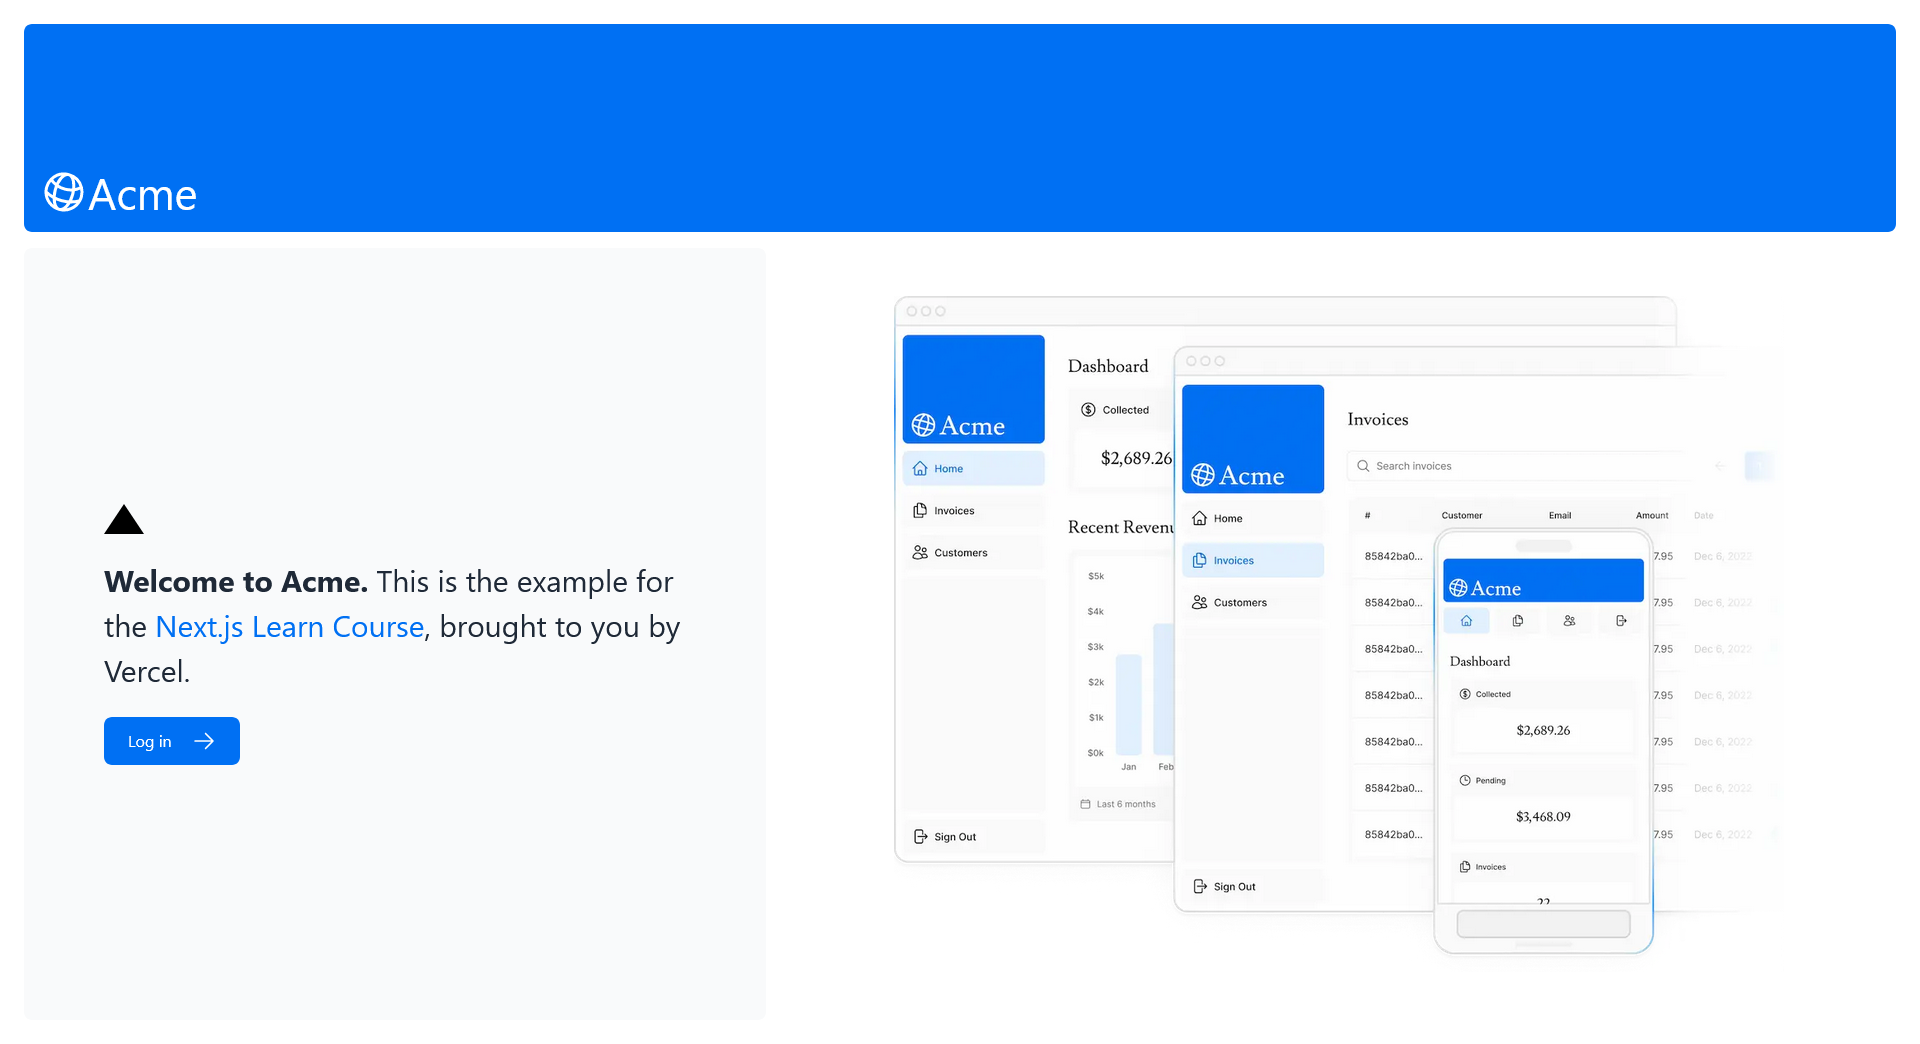 Acme
Welcome to Acme. This is the example for
the Next.js Learn Course, brought to you by
Vercel.
Log in
Dashboard
Collected
$2,689.26
Acme
Home
Invoices
Customers
Recent
$5k
$4k
$3k
$2k
$1k
$0k
Jan Feb
Last 6 months
Sign Out
Invoices
Search invoices
Acme
Home
Invoices
Customers
Sign Out
# Customer Email Amount Date
85842ba0... 7.95 Dec 6, 2022
85842ba0... 7.95 Dec 6, 2022
85842ba0... 7.95 Dec 6, 2022
85842ba0... 7.95 Dec 6, 2022
85842ba0... 7.95 Dec 6, 2022
85842ba0... 7.95 Dec 6, 2022
85842ba0... 7.95 Dec 6, 2022
Acme
Dashboard
Collected
$2,689.26
Pending
$3,468.09
Invoices
22